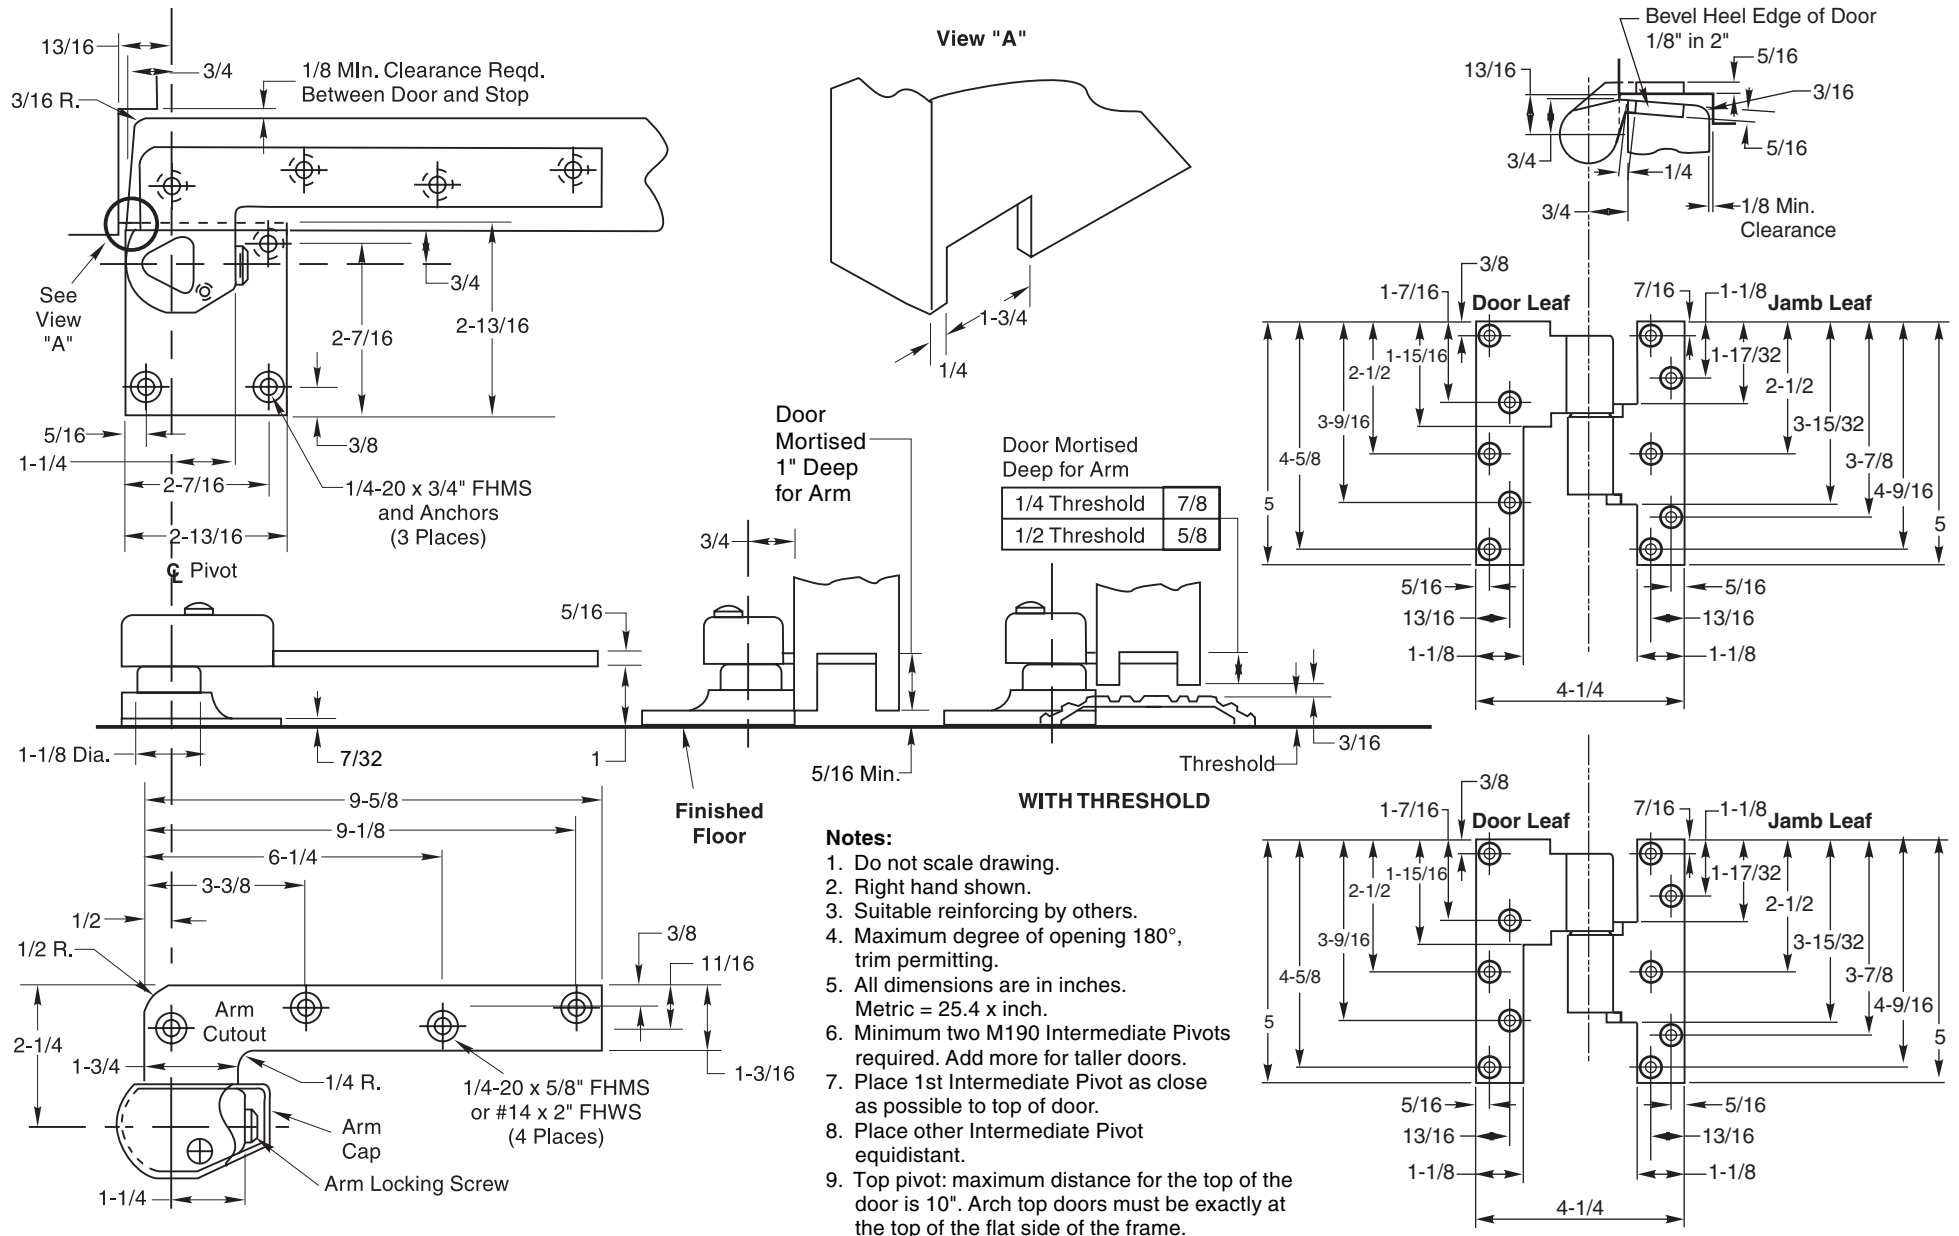 13/16
3/4
3/16 R.
1/8 MIn. Clearance Reqd.
Between Door and Stop
See
View
"A"
3/4
2-7/16
2-13/16
5/16
1-1/4
3/8
2-7/16
1/4-20 x 3/4" FHMS
and Anchors
(3 Places)
2-13/16
℄ Pivot
View "A"
1-3/4
1/4
Bevel Heel Edge of Door
1/8" in 2"
5/16
13/16
3/16
3/4
5/16
1/4
3/4
1/8 Min.
Clearance
3/8
1-7/16
Door Leaf
7/16
1-1/8
Jamb Leaf
1-15/16
2-1/2
3-9/16
4-5/8
5
1-17/32
2-1/2
3-15/32
3-7/8
4-9/16
5
5/16
5/16
13/16
13/16
1-1/8
1-1/8
4-1/4
Door
Mortised
1" Deep
for Arm
Door Mortised
Deep for Arm
1/4 Threshold 7/8
1/2 Threshold 5/8
3/4
5/16
1-1/8 Dia.
7/32
1
5/16 Min.
Threshold
3/16
Finished
Floor
WITH THRESHOLD
9-5/8
9-1/8
6-1/4
3-3/8
1/2
1/2 R.
3/8
11/16
Arm
Cutout
2-1/4
1-3/4
1/4 R.
1-3/16
1/4-20 x 5/8" FHMS
or #14 x 2" FHWS
(4 Places)
Arm
Cap
Arm Locking Screw
1-1/4
Notes:
1. Do not scale drawing.
2. Right hand shown.
3. Suitable reinforcing by others.
4. Maximum degree of opening 180°,
trim permitting.
5. All dimensions are in inches.
Metric = 25.4 x inch.
6. Minimum two M190 Intermediate Pivots
required. Add more for taller doors.
7. Place 1st Intermediate Pivot as close
as possible to top of door.
8. Place other Intermediate Pivot
equidistant.
9. Top pivot: maximum distance for the top of the
door is 10". Arch top doors must be exactly at
the top of the flat side of the frame.
3/8
1-7/16
Door Leaf
7/16
1-1/8
Jamb Leaf
1-15/16
2-1/2
3-9/16
4-5/8
5
1-17/32
2-1/2
3-15/32
3-7/8
4-9/16
5
5/16
5/16
13/16
13/16
1-1/8
1-1/8
4-1/4